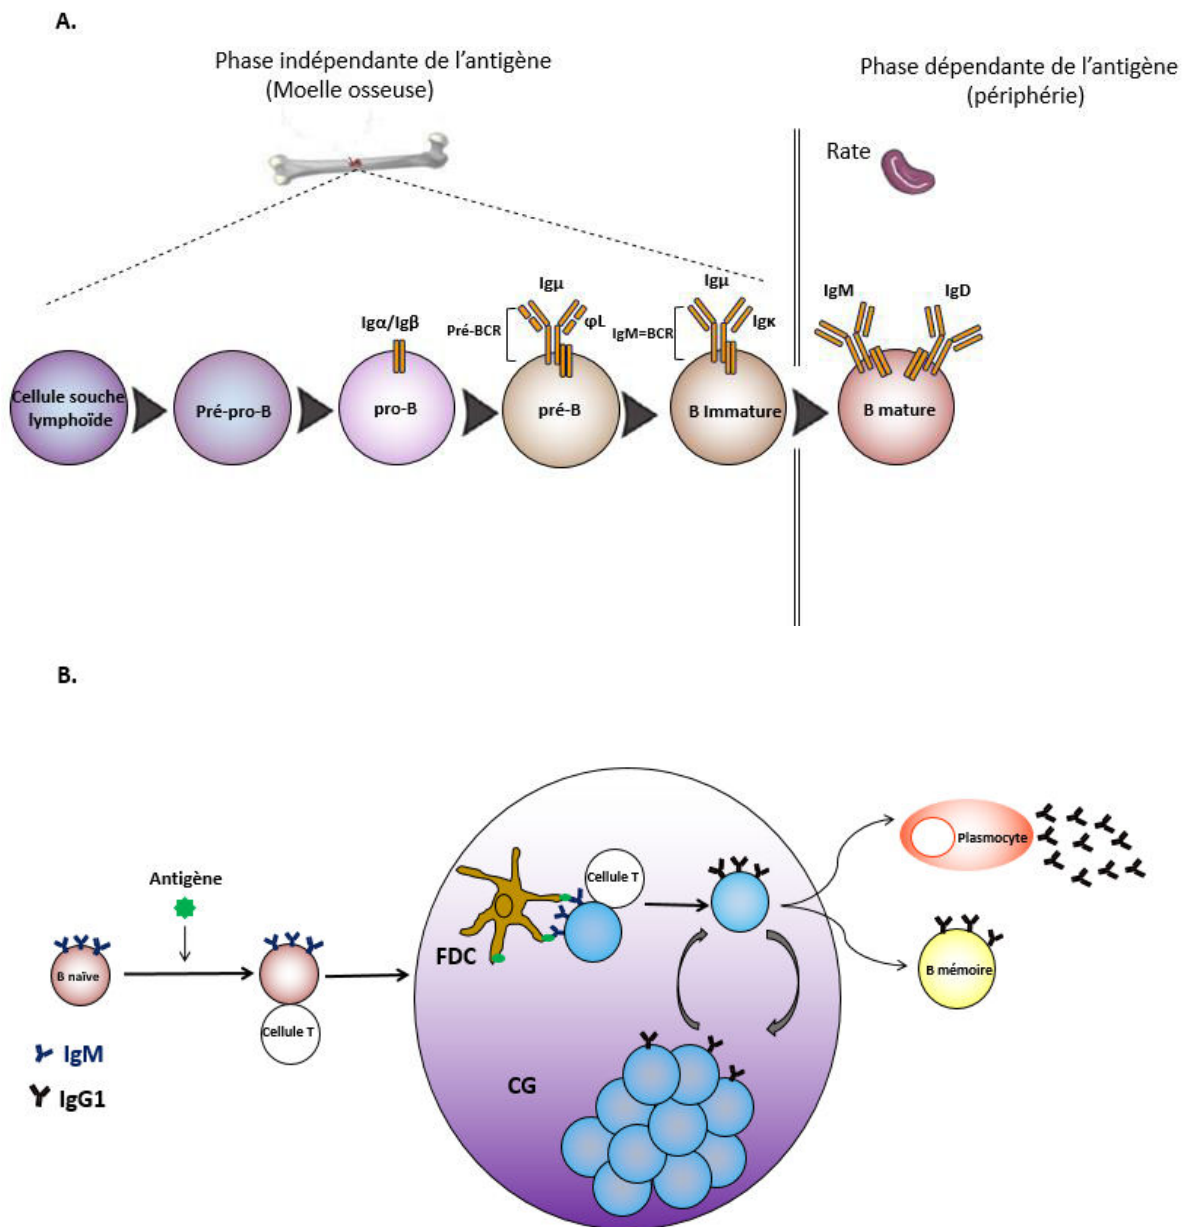 A.
Phase indépendante de l'antigène
(Moelle osseuse)
Phase dépendante de l'antigène
(périphérie)
Rate
Igα/Igβ
Pré-BCR
Igμ
φL
IgM=BCR
Igμ
Igκ
IgM
IgD
Cellule souche
lymphoïde
Pré-pro-B
pro-B
pré-B
B Immature
B mature
B.
Antigène
B naïve
Cellule T
IgM
IgG1
FDC
Cellule T
CG
Plasmocyte
B mémoire